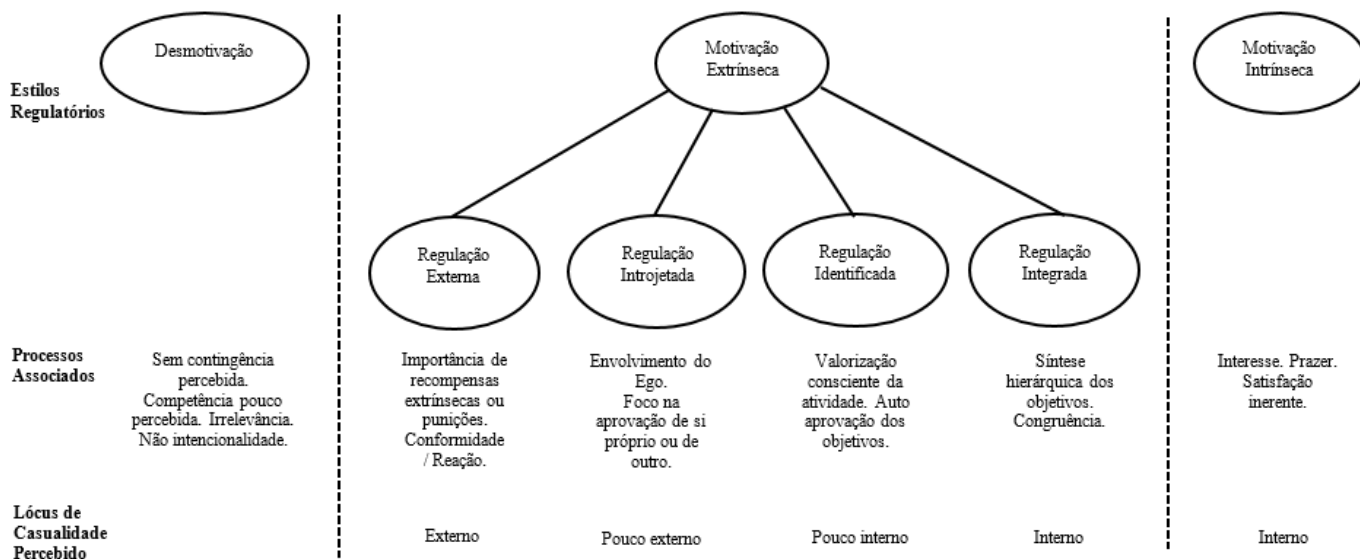 Desmotivação
Motivação
Extrínseca
Motivação
Intrínseca
Estilos
Regulatórios
Regulação
Externa
Regulação
Introjetada
Regulação
Identificada
Regulação
Integrada
Processos
Associados
Sem contingência
percebida.
Competência pouco
percebida. Irrelevância.
Não intencionalidade.
Importância de
recompensas
extrínsecas ou
punições.
Conformidade
/ Reação.
Envolvimento do
Ego.
Foco na
aprovação de si
próprio ou de
outro.
Valorização
consciente da
atividade. Auto
aprovação dos
objetivos.
Síntese
hierárquica dos
objetivos.
Congruência.
Interesse. Prazer.
Satisfação
inerente.
Lócus de
Casualidade
Percebido
Externo
Pouco externo
Pouco interno
Interno
Interno